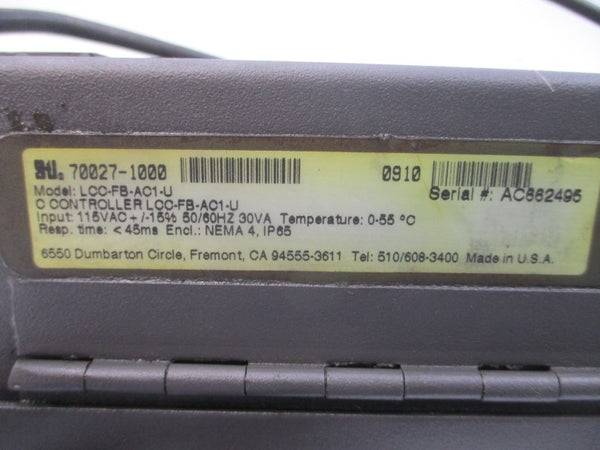 STI. 70027-1000 0910
Model: LCC-FB-AC1-U Serial #: AC662495
C CONTROLLER LCC-FB-AC1-U
Input: 115VAC +/-15% 50/60HZ 30VA Temperature: 0-55 °C
Resp. time: <45ms Encl.: NEMA 4, IP65
6550 Dumbarton Circle, Fremont, CA 94555-3611 Tel: 510/608-3400 Made in U.S.A.